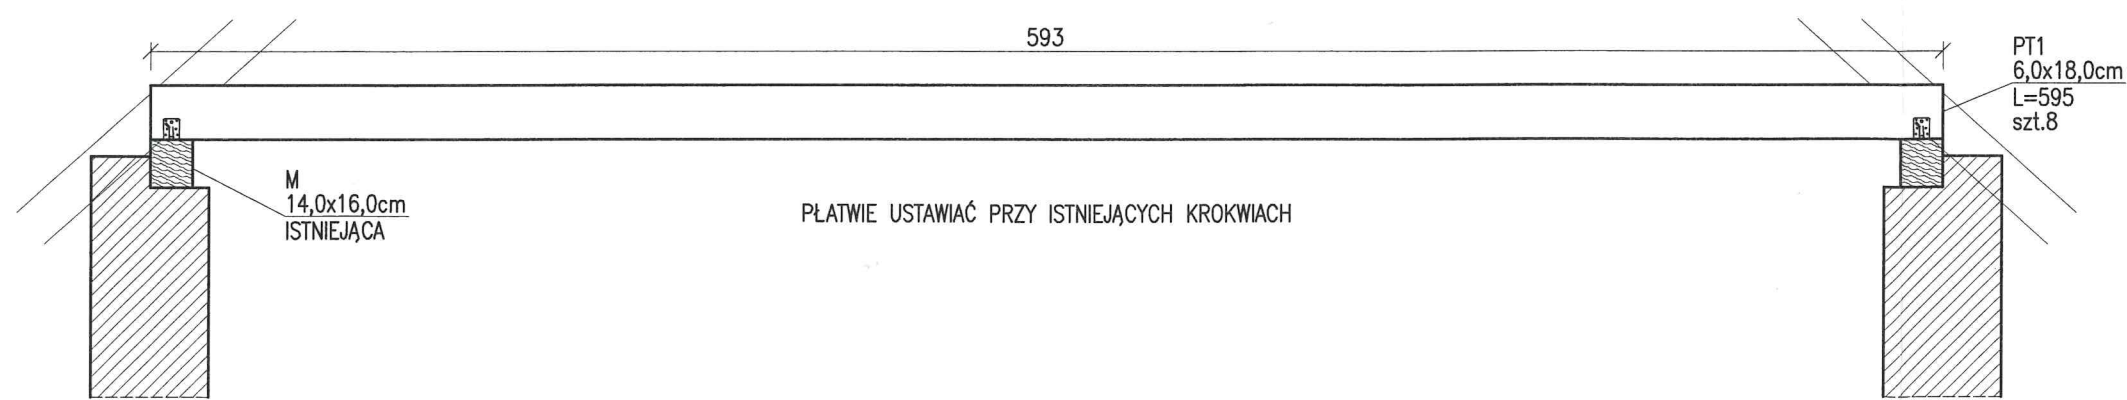 593
PT1
6,0x18,0cm
L=595
szt.8
M
14,0x16,0cm
ISTNIEJĄCA
PŁATWIE USTAWIAĆ PRZY ISTNIEJĄCYCH KROKWIACH